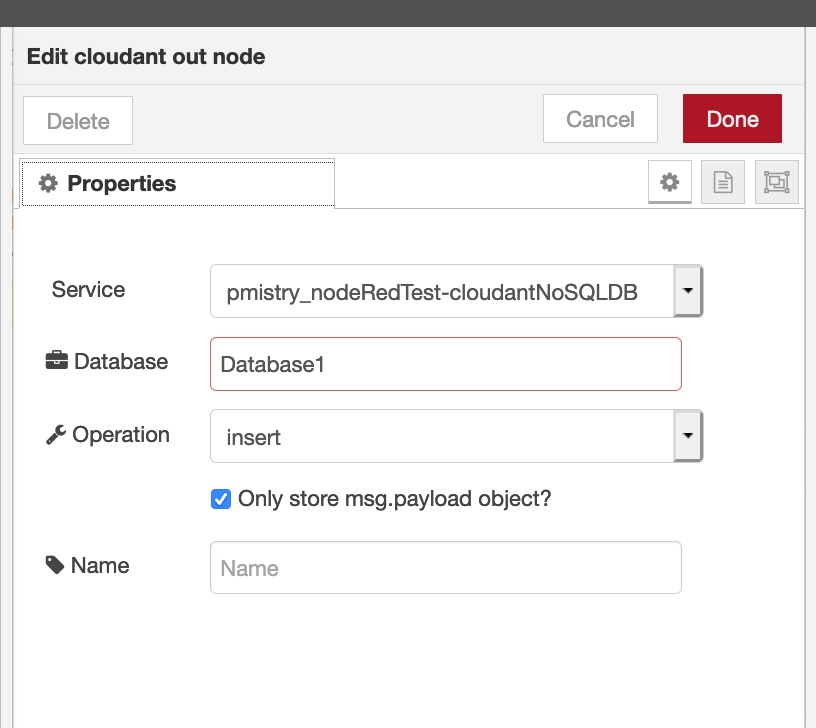 Edit cloudant out node
Delete
Cancel
Done
Properties
Service
pmistry_nodeRedTest-cloudantNoSQLDB
Database
Database1
Operation
insert
Only store msg.payload object?
Name
Name